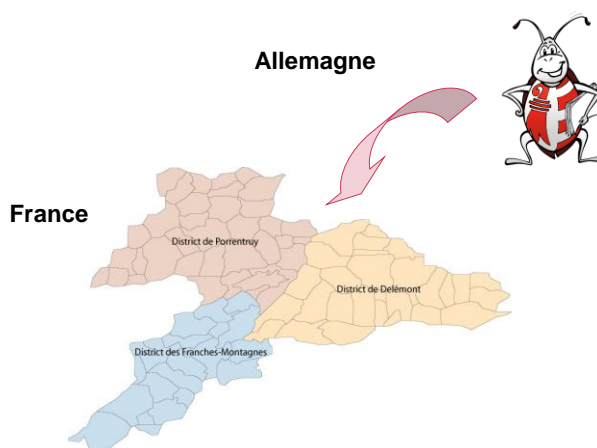 Allemagne
France
District de Porrentruy
District de Delémont
District des Franches-Montagnes